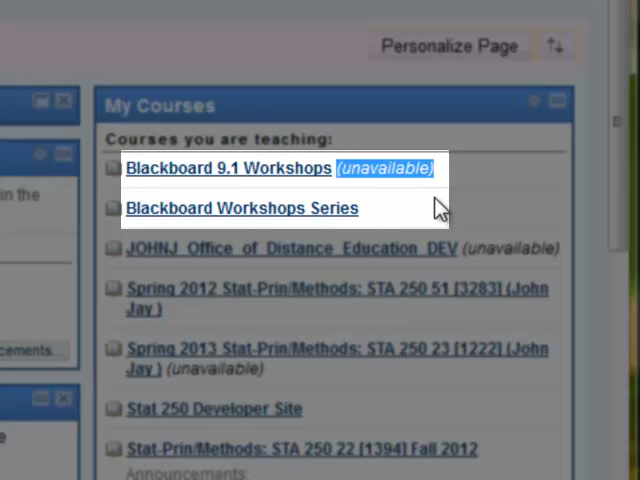 Personalize Page
My Courses
Courses you are teaching:
Blackboard 9.1 Workshops (unavailable)
in the
Blackboard Workshops Series
JOHNJ_Office_of_Distance_Education_DEV (unavailable)
Spring 2012 Stat-Prin/Methods: STA 250 51 [3283] (John
Jay )
cements
Spring 2013 Stat-Prin/Methods: STA 250 23 [1222] (John
Jay ) (unavailable)
Stat 250 Developer Site
Stat-Prin/Methods: STA 250 22 [1394] Fall 2012
Announcements: